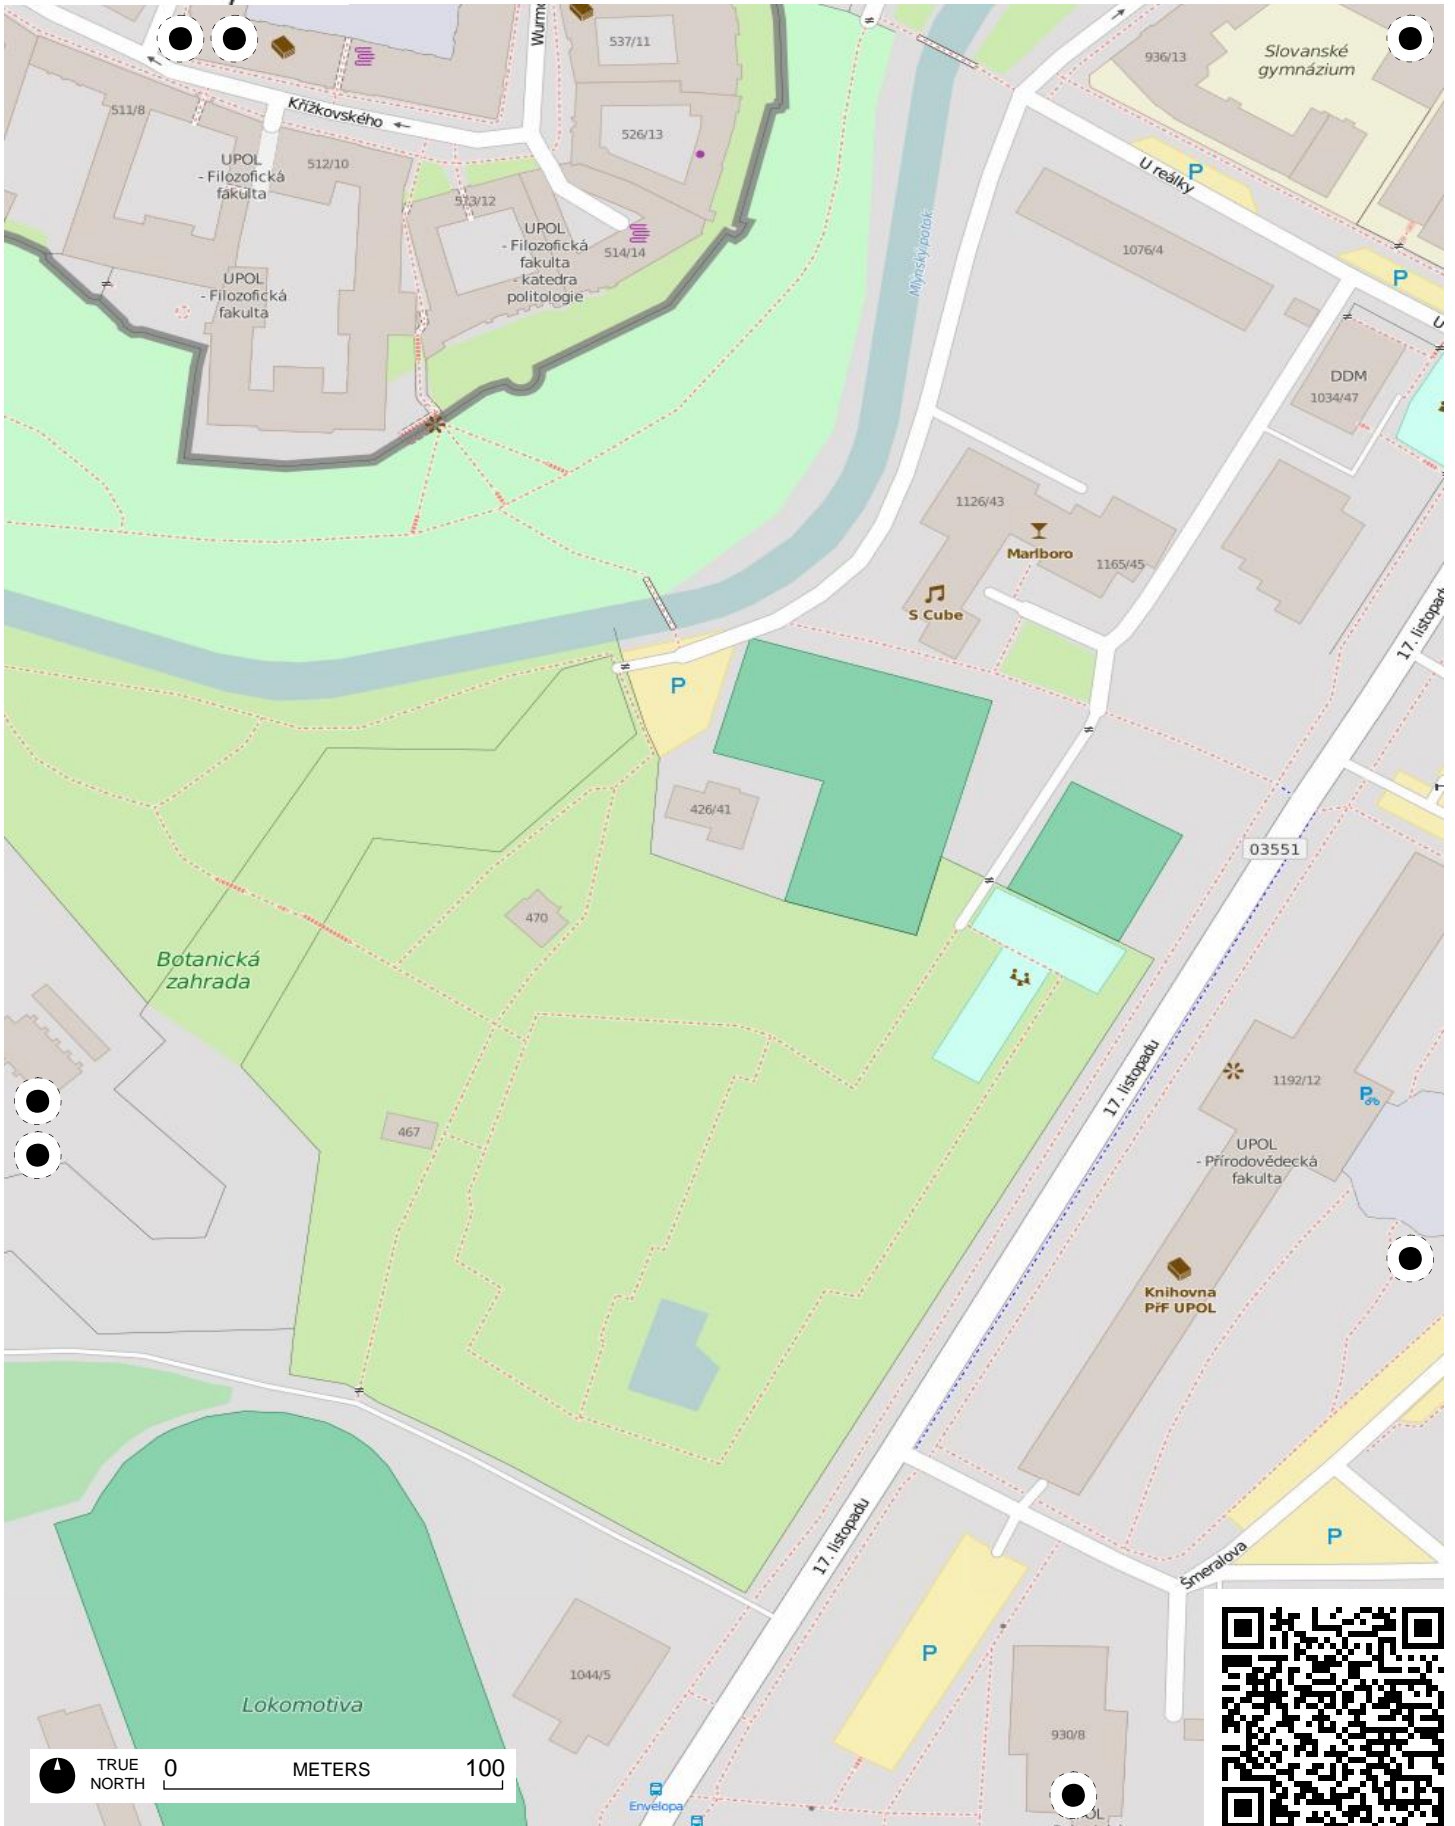 Wurmo
537/11
936/13
Slovanské
gymnázium
511/8
Křížkovského
526/13
UPOL
- Filozofická
fakulta
512/10
P
U reálky
513/12
UPOL
- Filozofická
fakulta
- katedra
politologie
514/14
Mlýnský potok
1076/4
UPOL
- Filozofická
fakulta
P
U
DDM
1034/47
1126/43
Marlboro
1165/45
S Cube
17. listopadu
P
426/41
03551
470
Botanická
zahrada
17. listopadu
1192/12
P
467
UPOL
- Přírodovědecká
fakulta
Knihovna
PřF UPOL
17. listopadu
P
Šmeralova
P
1044/5
Lokomotiva
930/8
TRUE
NORTH
0 METERS 100
Envelopa